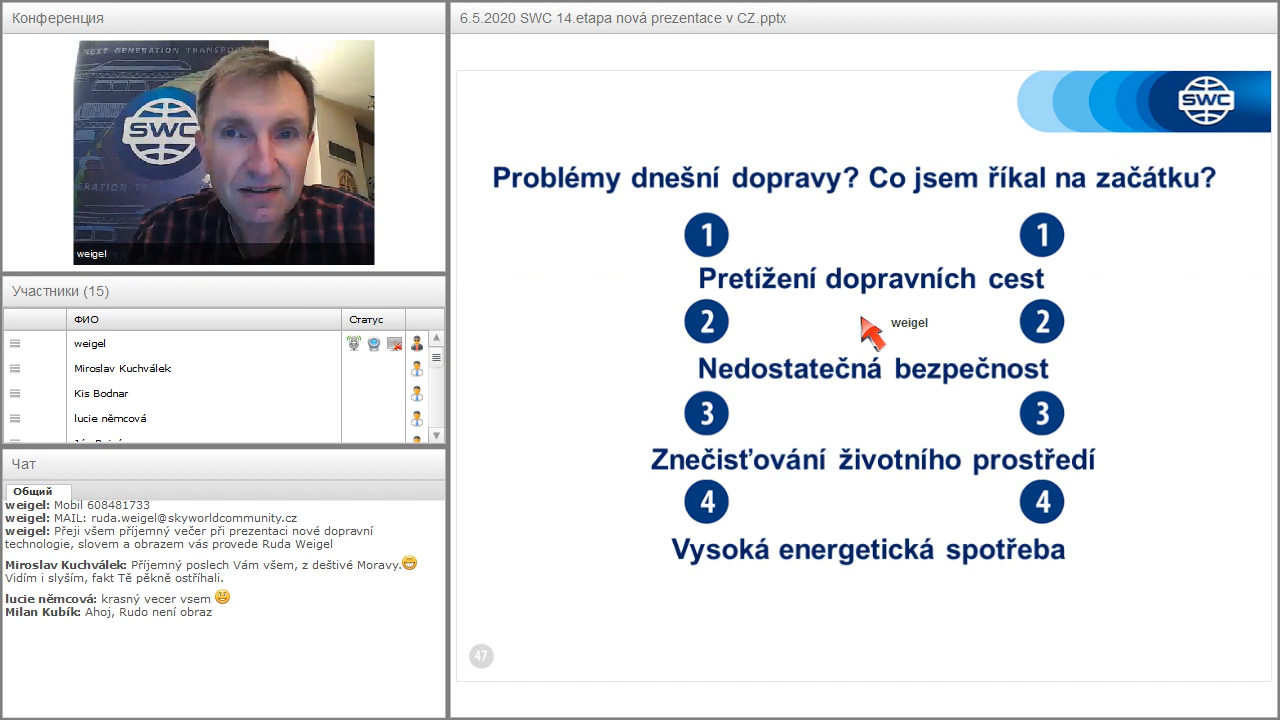 Конференция
NEXT GENERATION TRANSPORT
SWC
weigel
Участники (15)
ФИО
Статус
weigel
Miroslav Kuchválek
Kis Bodnar
lucie němcová
Чат
Общий
weigel: Mobil 608481733
weigel: MAIL: ruda.weigel@skyworldcommunity.cz
weigel: Přeji všem příjemný večer při prezentaci nové dopravní
technologie, slovem a obrazem vás provede Ruda Weigel
Miroslav Kuchválek: Příjemný poslech Vám všem, z deštivé Moravy.
Vidím i slyším, fakt Tě pěkně ostříhali.
lucie němcová: krasný vecer vsem
Milan Kubík: Ahoj, Rudo není obraz
6.5.2020 SWC 14.etapa nová prezentace v CZ.pptx
SWC
Problémy dnešní dopravy? Co jsem říkal na začátku?
1 1
Pretížení dopravních cest
2 weigel 2
Nedostatečná bezpečnost
3 3
Znečisťování životního prostředí
4 4
Vysoká energetická spotřeba
47